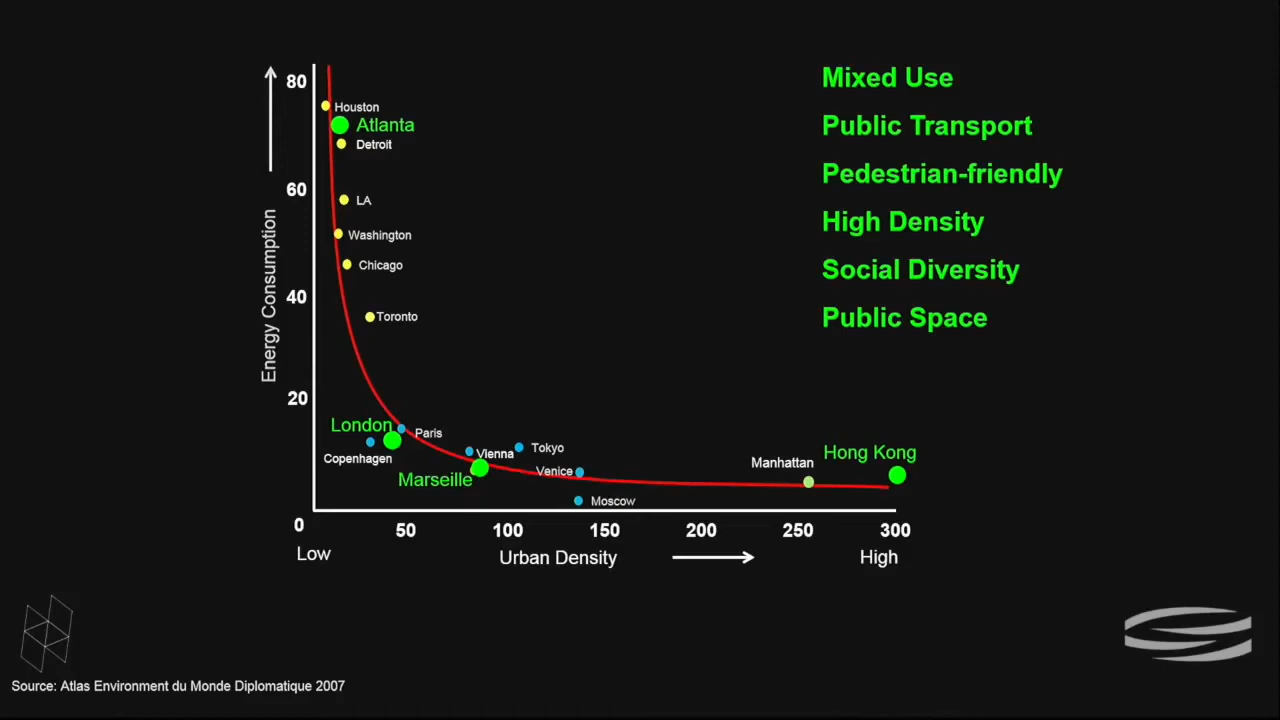 80
Houston
Atlanta
Detroit
60
LA
Washington
Chicago
40
Toronto
20
London
Paris
Copenhagen
Vienna
Tokyo
Marseille
Venice
Moscow
Manhattan
Hong Kong
Energy Consumption
0
50
100
150
200
250
300
Low
Urban Density
High
Mixed Use
Public Transport
Pedestrian-friendly
High Density
Social Diversity
Public Space
Source: Atlas Environment du Monde Diplomatique 2007